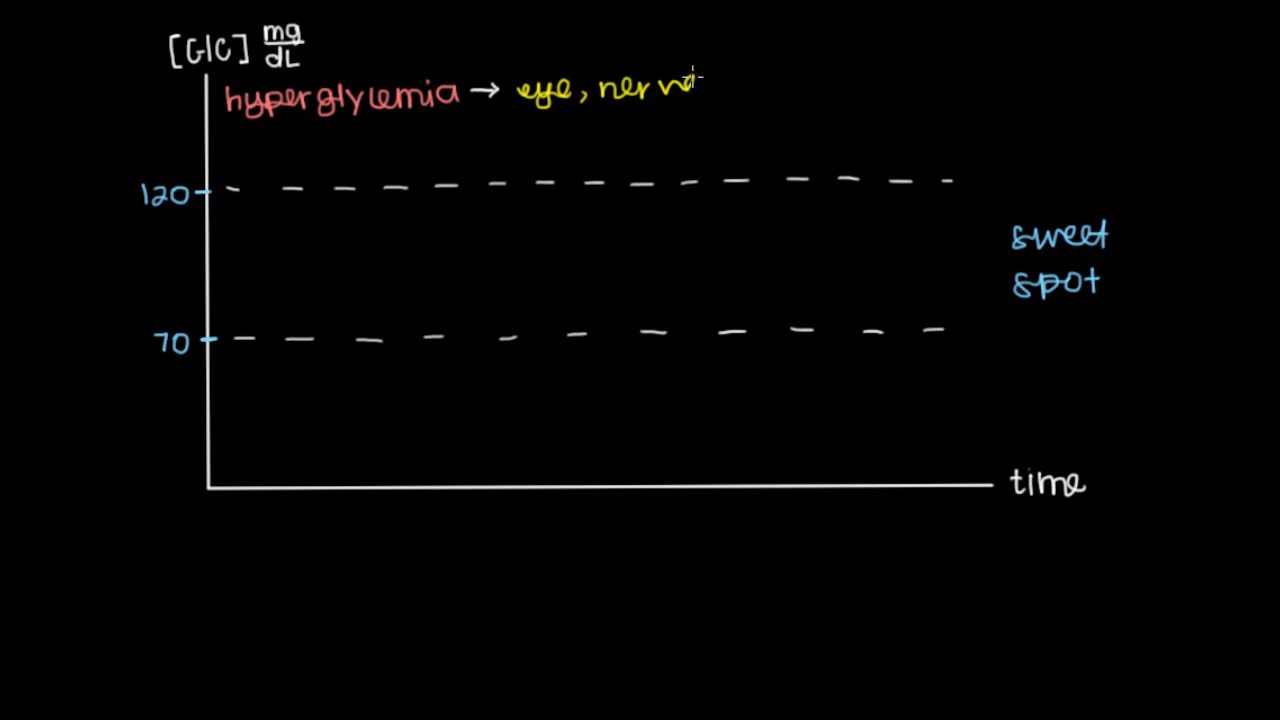 [Glc] mg/dL
hyperglycemia → eye, nerv
120
sweet
spot
70
time